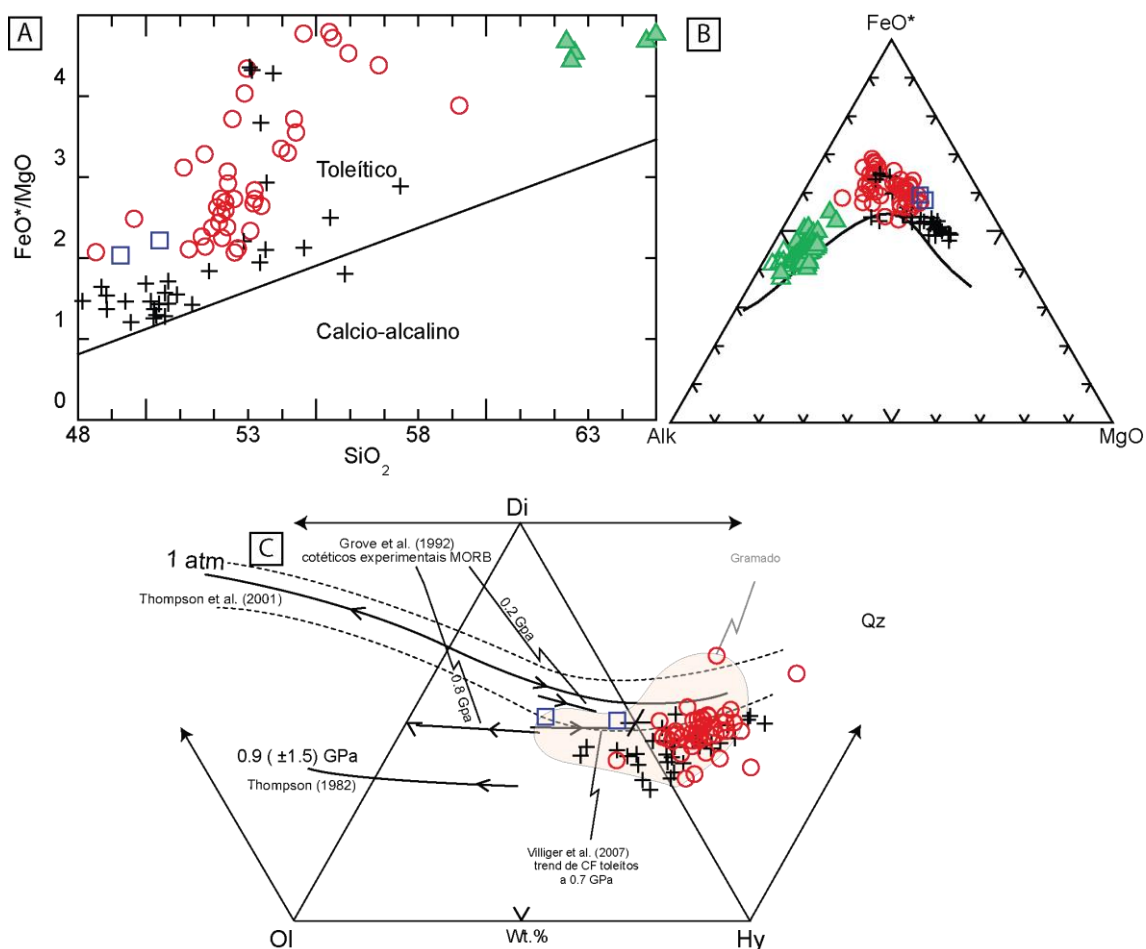 A
4
3
2
1
0
FeO*/MgO
Toleítico
Calcio-alcalino
48
53
58
63
SiO2
B
FeO*
Alk
MgO
C
Di
1 atm
Thompson et al. (2001)
Grove et al. (1992)
cotéticos experimentais MORB
0.2 Gpa
0.8 Gpa
Gramado
Qz
0.9 ( ±1.5) GPa
Thompson (1982)
Villiger et al. (2007)
trend de CF toleítos
a 0.7 GPa
Ol
Wt.%
Hy